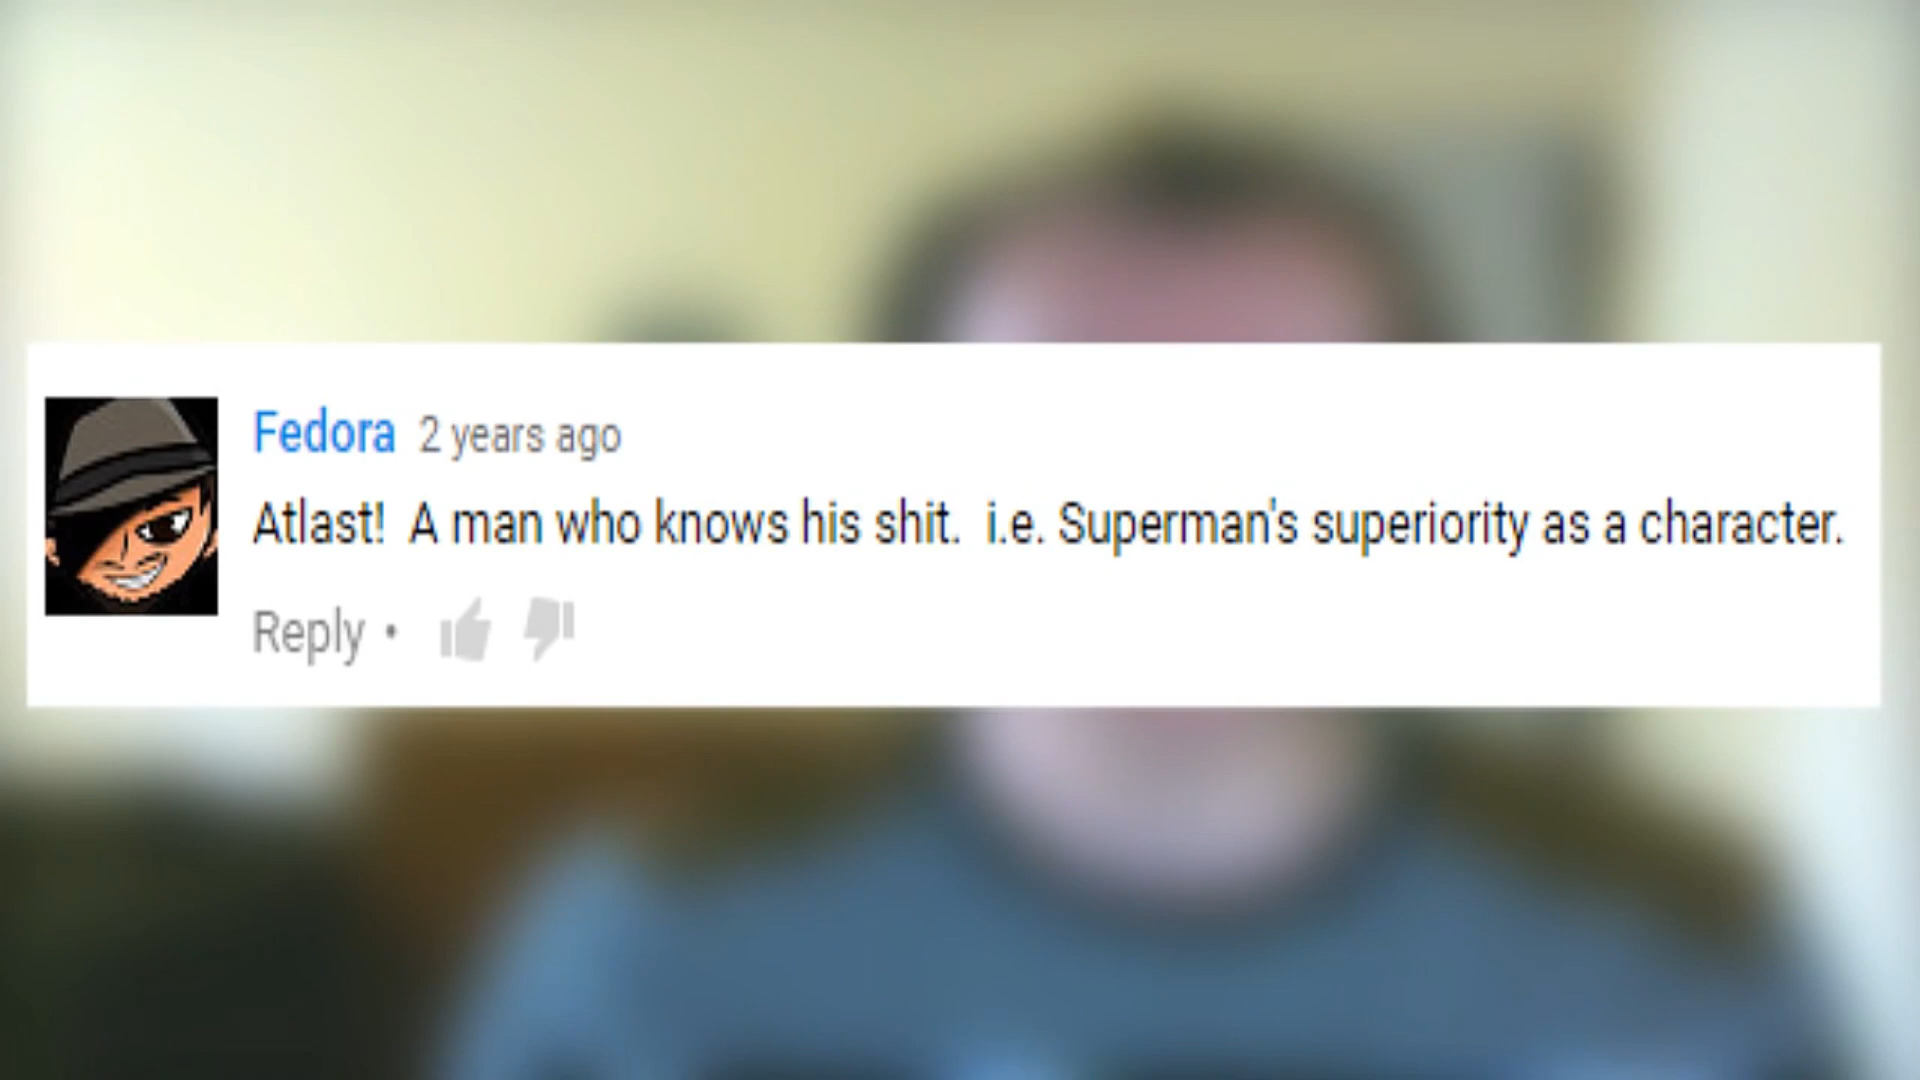 Fedora 2 years ago
Atlast!  A man who knows his shit.  i.e. Superman's superiority as a character.
Reply •